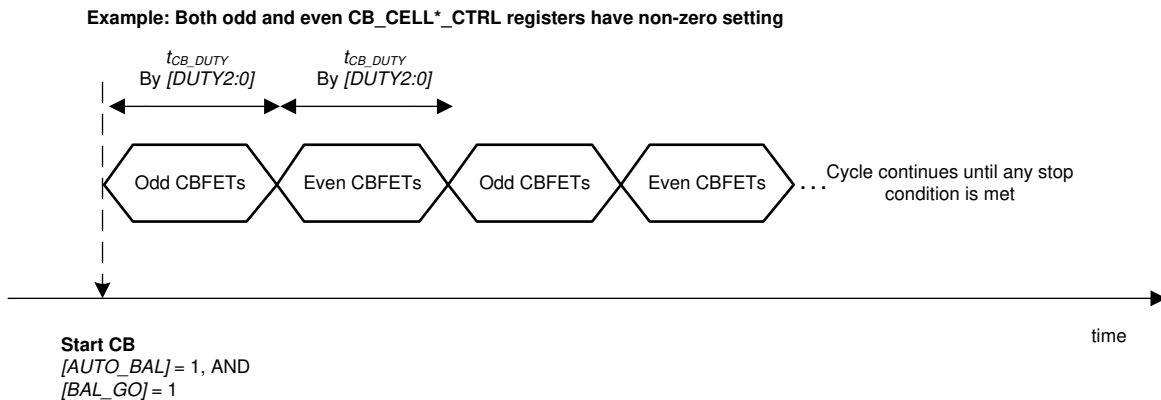 Example: Both odd and even CB_CELL*_CTRL registers have non-zero setting
tCB_DUTY
By [DUTY2:0]
tCB_DUTY
By [DUTY2:0]
Odd CBFETs
Even CBFETs
Odd CBFETs
Even CBFETs
. . .
Cycle continues until any stop
condition is met
time
Start CB
[AUTO_BAL] = 1, AND
[BAL_GO] = 1